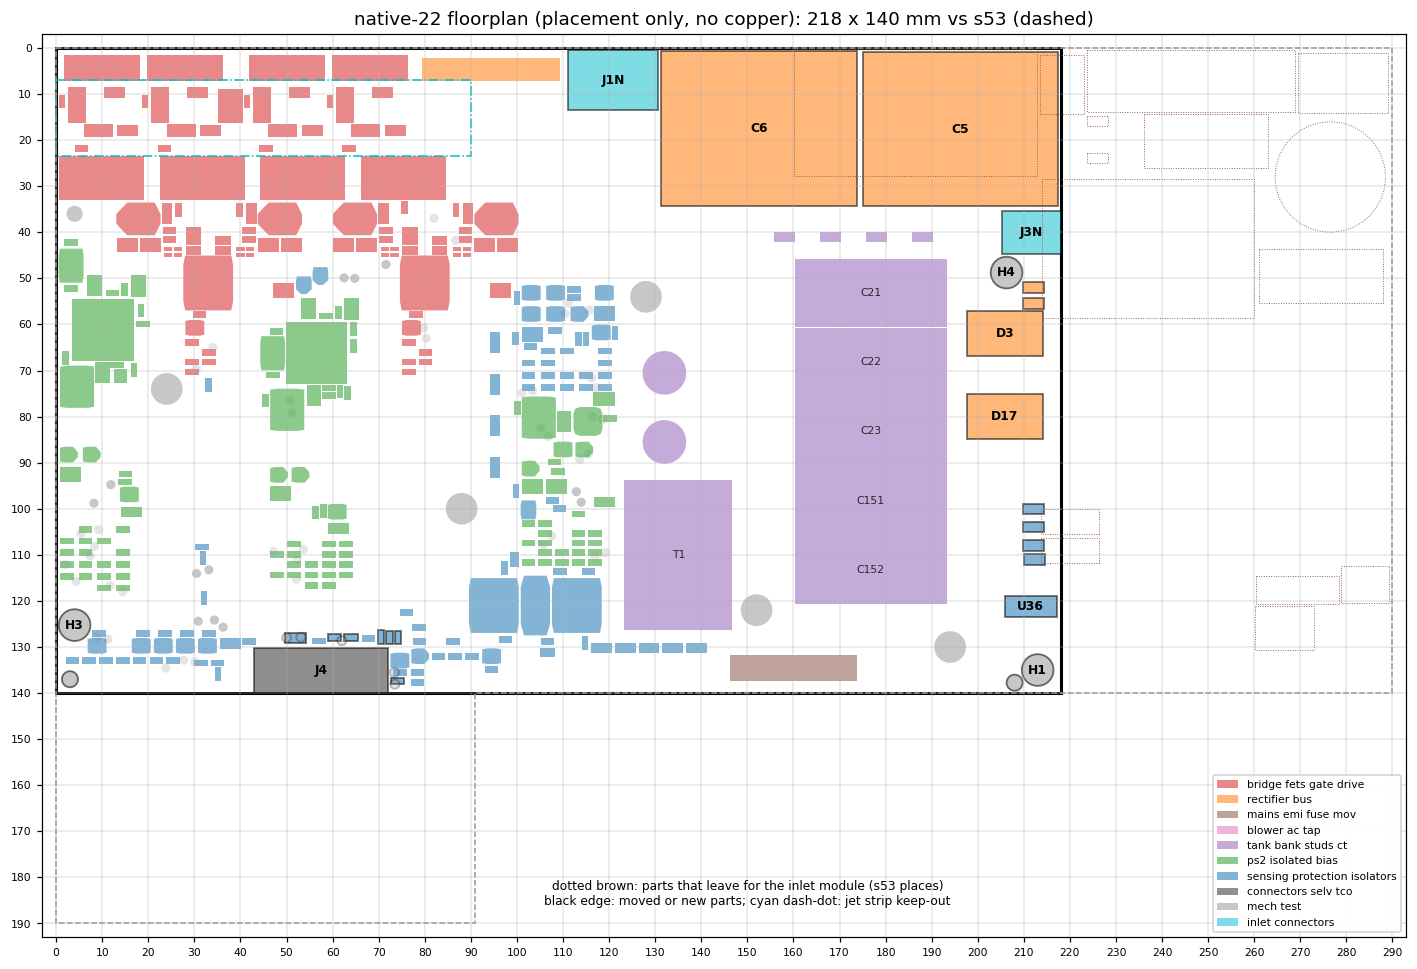 native-22 floorplan (placement only, no copper): 218 x 140 mm vs s53 (dashed)
0
10
20
30
40
50
60
70
80
90
100
110
120
130
140
150
160
170
180
190
J1N
C6
C5
J3N
H4
C21
D3
C22
D17
C23
C151
T1
C152
U36
H3
J4
H1
dotted brown: parts that leave for the inlet module (s53 places)
black edge: moved or new parts; cyan dash-dot: jet strip keep-out
bridge fets gate drive
rectifier bus
mains emi fuse mov
blower ac tap
tank bank studs ct
ps2 isolated bias
sensing protection isolators
connectors selv tco
mech test
inlet connectors
0 10 20 30 40 50 60 70 80 90 100 110 120 130 140 150 160 170 180 190 200 210 220 230 240 250 260 270 280 290